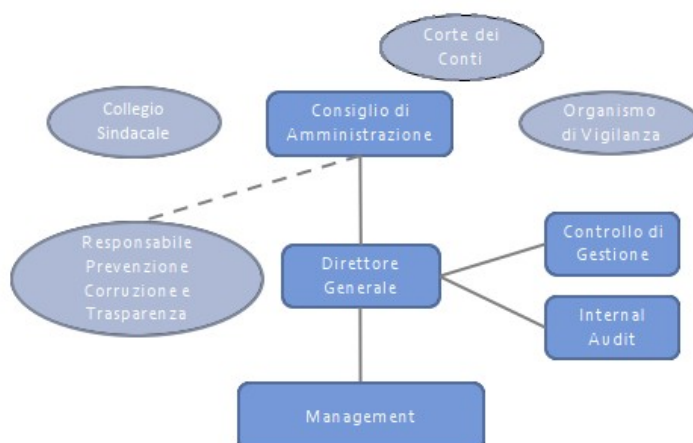 Corte dei
Conti
Collegio
Sindacale
Consiglio di
Amministrazione
Organismo
di Vigilanza
Responsabile
Prevenzione
Corruzione e
Trasparenza
Direttore
Generale
Controllo di
Gestione
Internal
Audit
Management